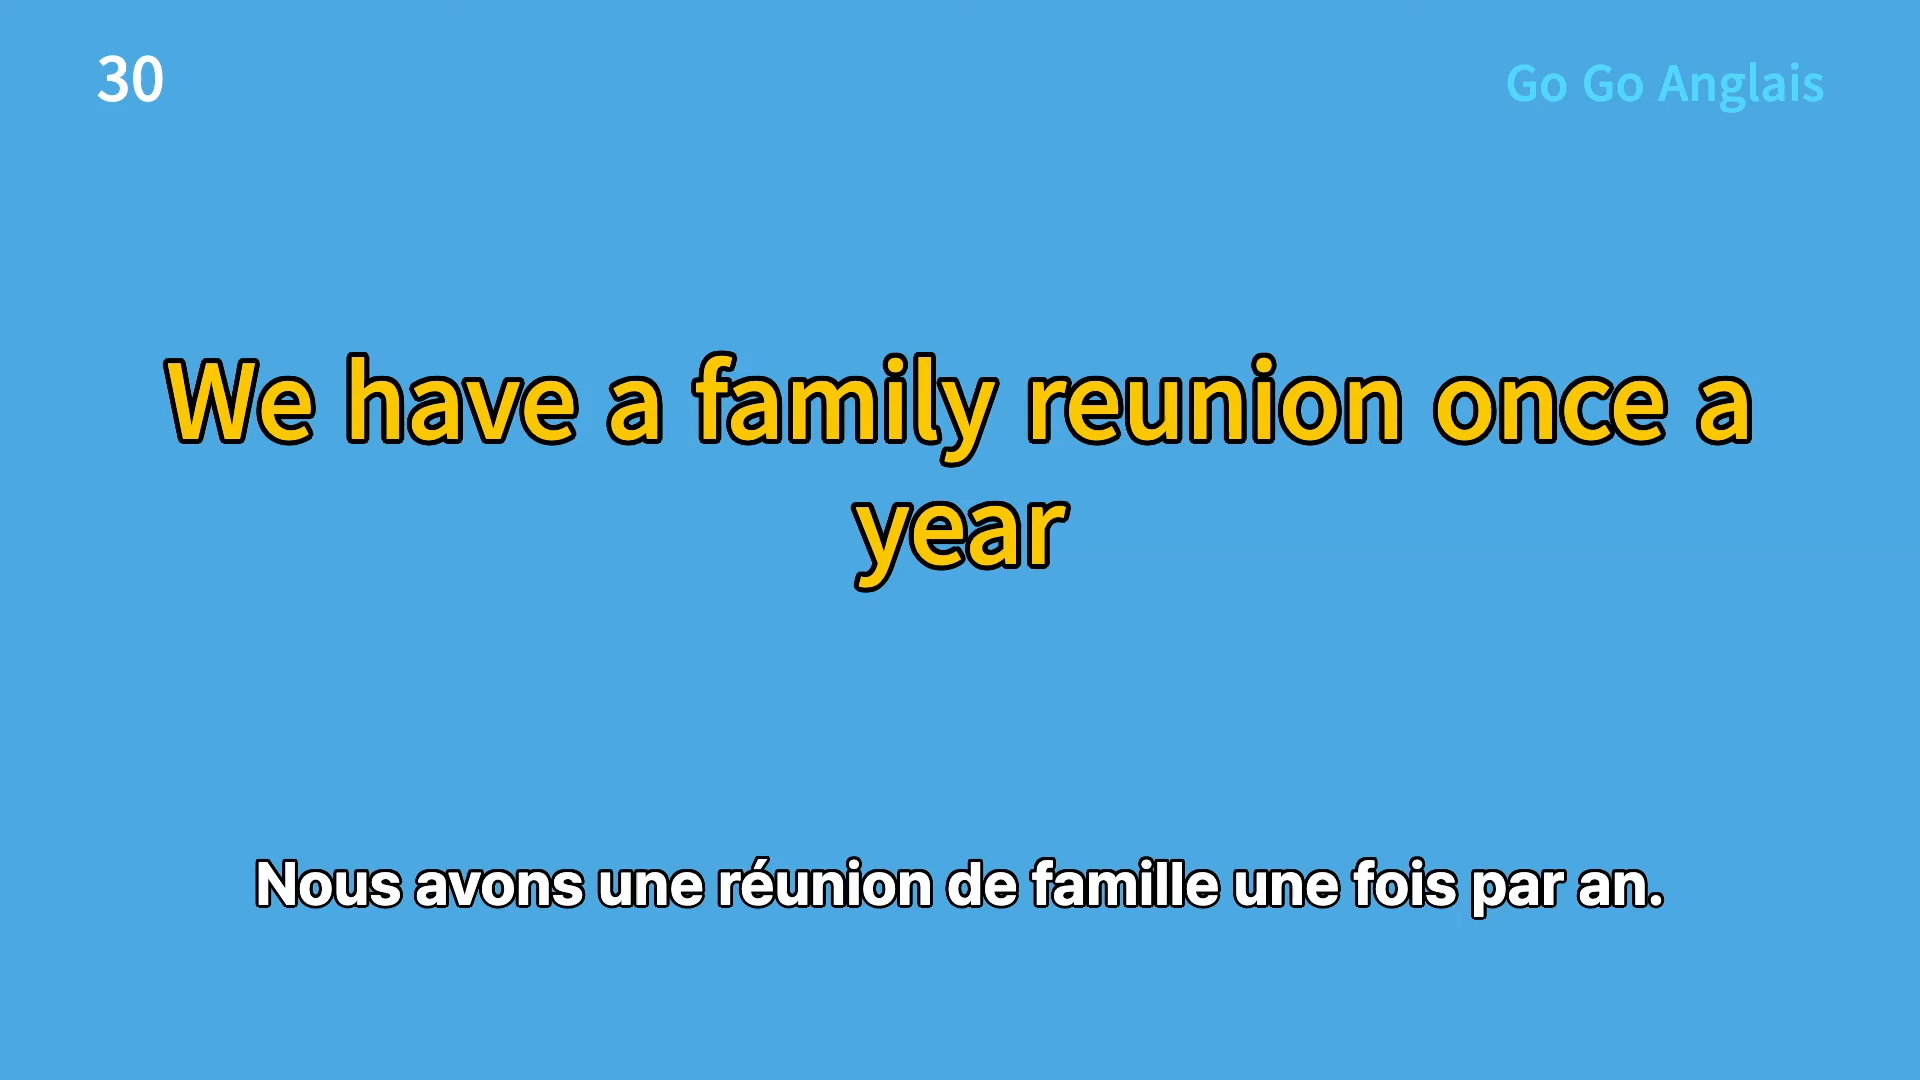 30
Go Go Anglais
We have a family reunion once a
year
Nous avons une réunion de famille une fois par an.